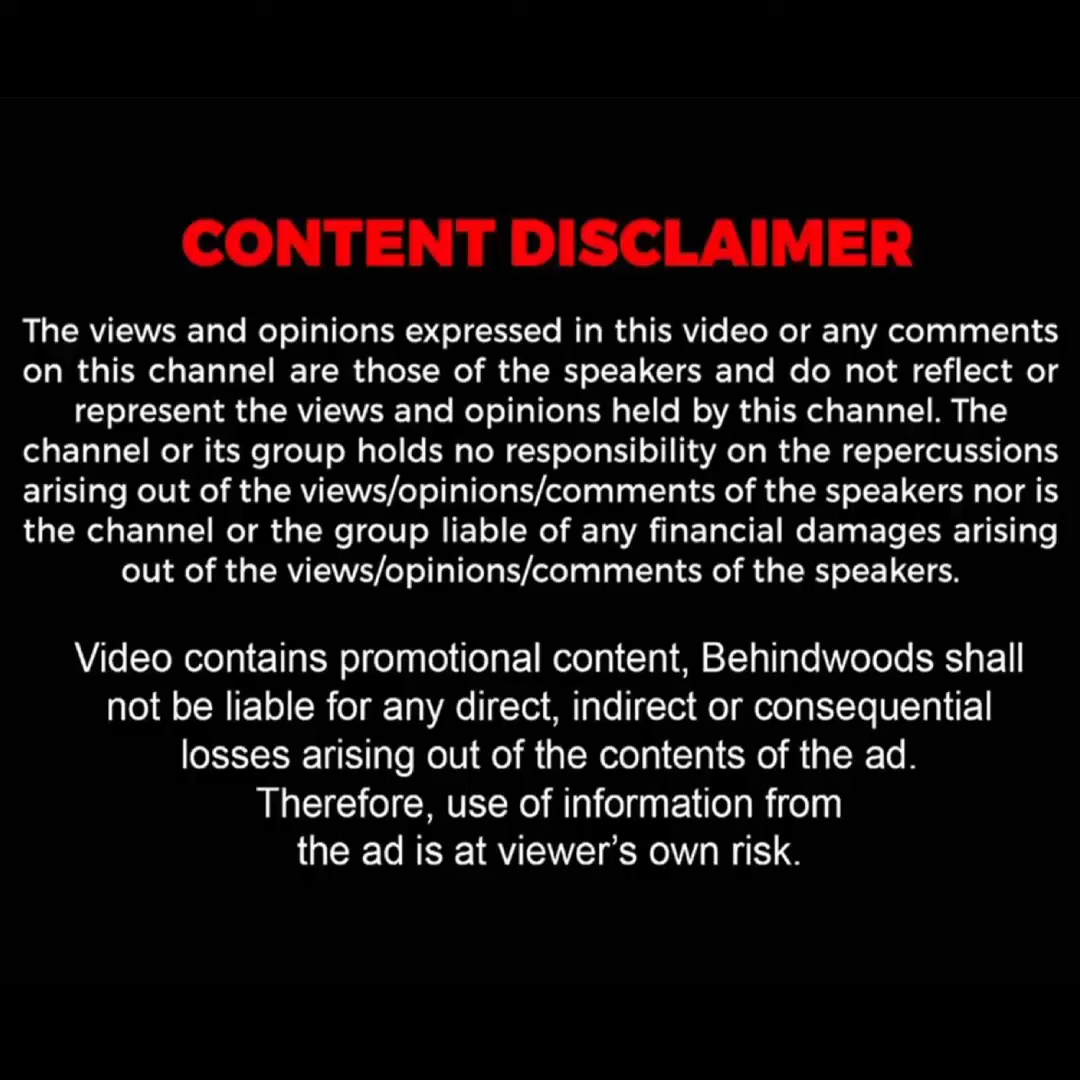 CONTENT DISCLAIMER
The views and opinions expressed in this video or any comments
on this channel are those of the speakers and do not reflect or
represent the views and opinions held by this channel. The
channel or its group holds no responsibility on the repercussions
arising out of the views/opinions/comments of the speakers nor is
the channel or the group liable of any financial damages arising
out of the views/opinions/comments of the speakers.
Video contains promotional content, Behindwoods shall
not be liable for any direct, indirect or consequential
losses arising out of the contents of the ad.
Therefore, use of information from
the ad is at viewer’s own risk.